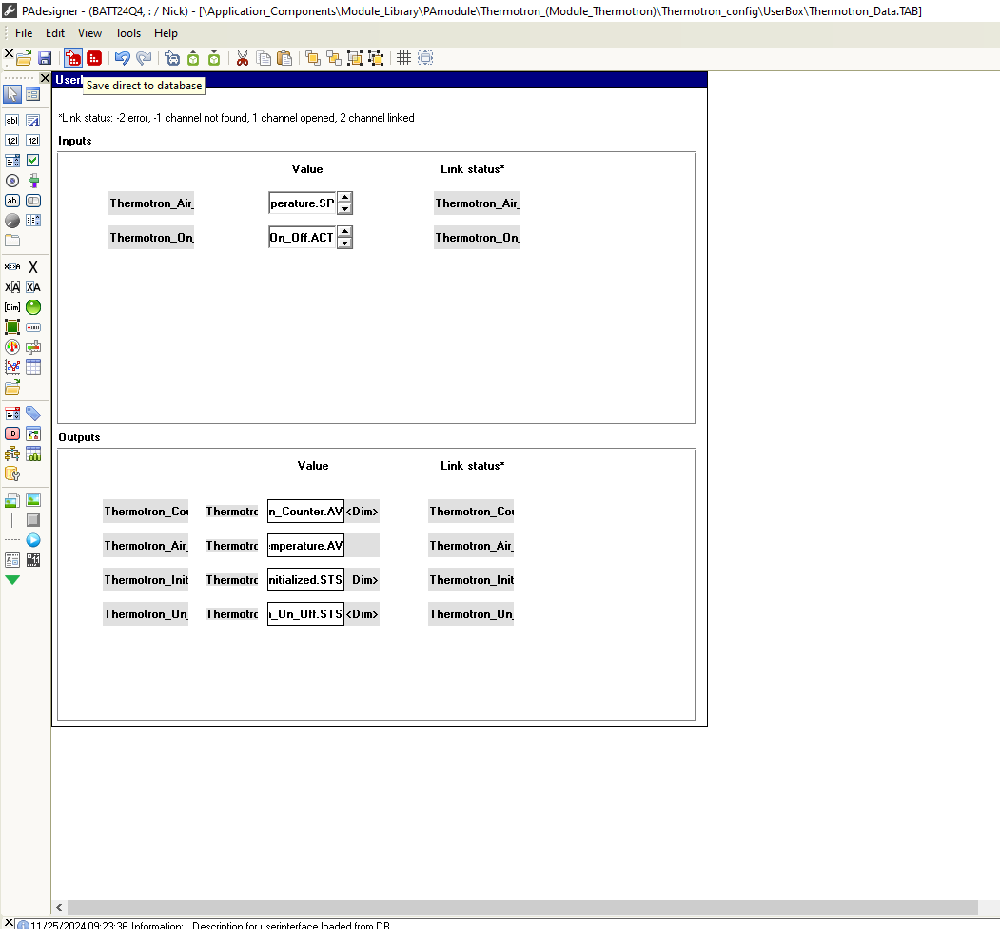 PAdesigner - (BATT24Q4, : / Nick) - [\Application_Components\Module_Library\PAmodule\Thermotron_(Module_Thermotron)\Thermotron_config\UserBox\Thermotron_Data.TAB]
File Edit View Tools Help
User
Save direct to database
*Link status: -2 error, -1 channel not found, 1 channel opened, 2 channel linked
Inputs
Value Link status*
Thermotron_Air_ perature.SP Thermotron_Air_
Thermotron_On_ On_Off.ACT Thermotron_On_
Outputs
Value Link status*
Thermotron_Cou Thermotro n_Counter.AV <Dim> Thermotron_Cou
Thermotron_Air_ Thermotro emperature.AV Thermotron_Air_
Thermotron_Init Thermotro nitialized.STS Dim> Thermotron_Init
Thermotron_On_ Thermotro n_On_Off.STS <Dim> Thermotron_On_
11/25/2024 09:23:36 Information: Description for userinterface loaded from DB